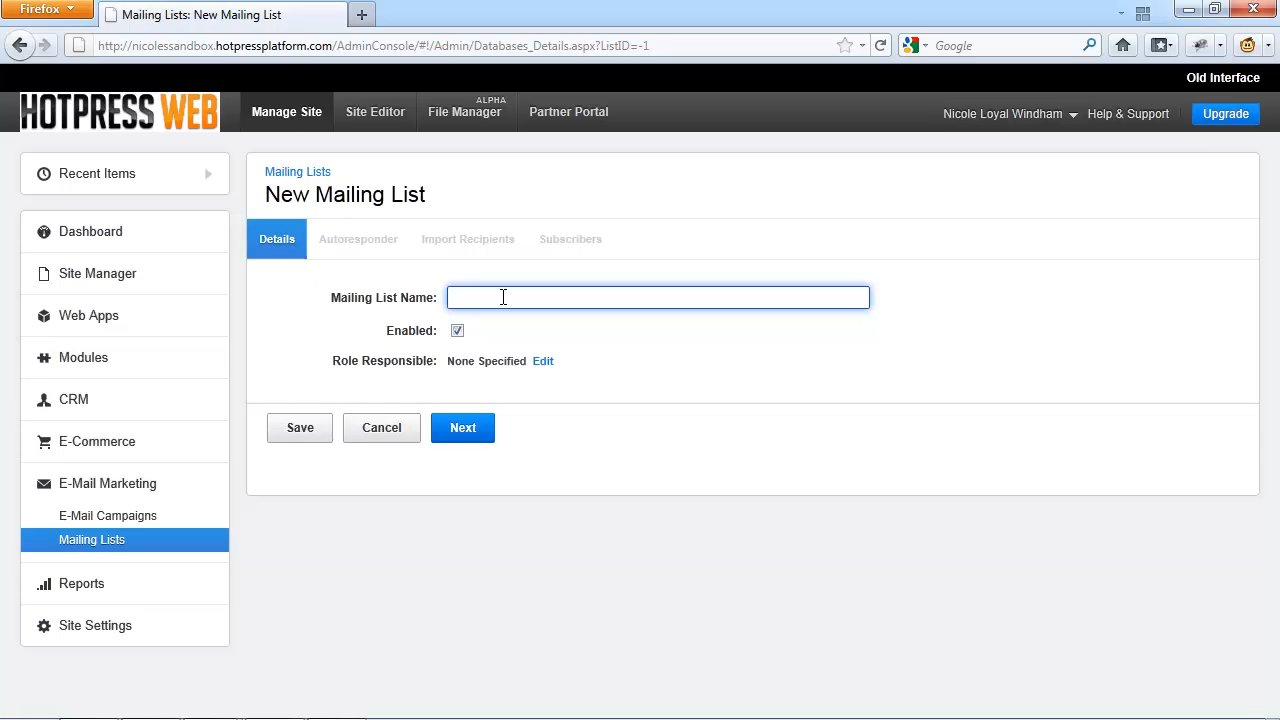 Firefox
Mailing Lists: New Mailing List
http://nicolessandbox.hotpressplatform.com/AdminConsole/#!/Admin/Databases_Details.aspx?ListID=-1
Google
Old Interface
HOTPRESS WEB
Manage Site
Site Editor
ALPHA
File Manager
Partner Portal
Nicole Loyal Windham
Help & Support
Upgrade
Recent Items
Dashboard
Site Manager
Web Apps
Modules
CRM
E-Commerce
E-Mail Marketing
E-Mail Campaigns
Mailing Lists
Reports
Site Settings
Mailing Lists
New Mailing List
Details
Autoresponder
Import Recipients
Subscribers
Mailing List Name:
Enabled:
Role Responsible: None Specified Edit
Save
Cancel
Next